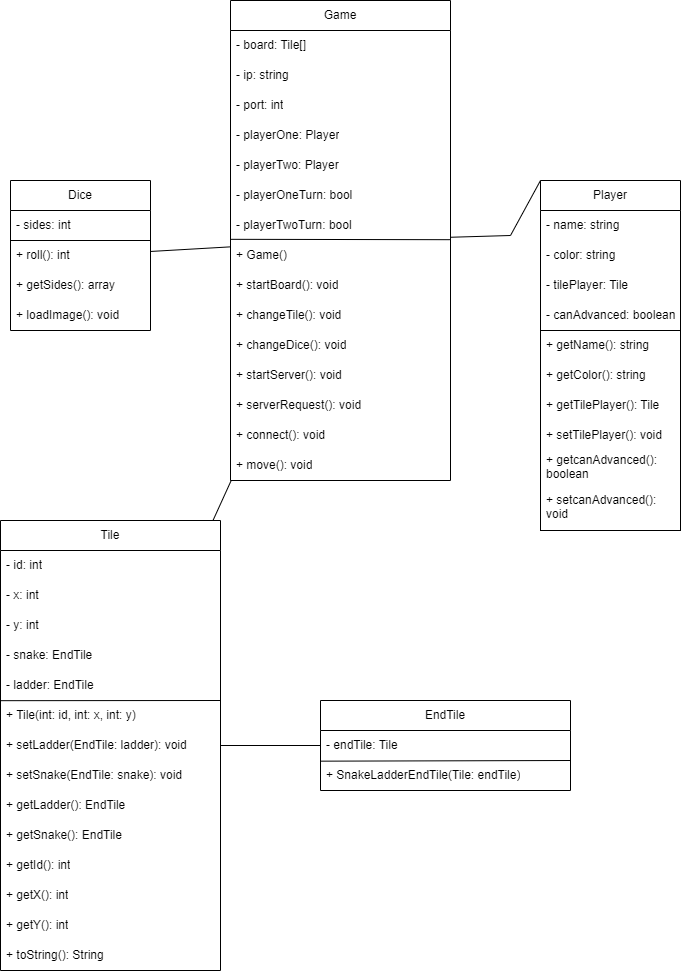 Game
- board: Tile[]
- ip: string
- port: int
- playerOne: Player
- playerTwo: Player
- playerOneTurn: bool
- playerTwoTurn: bool
+ Game()
+ startBoard(): void
+ changeTile(): void
+ changeDice(): void
+ startServer(): void
+ serverRequest(): void
+ connect(): void
+ move(): void
Dice
- sides: int
+ roll(): int
+ getSides(): array
+ loadImage(): void
Player
- name: string
- color: string
- tilePlayer: Tile
- canAdvanced: boolean
+ getName(): string
+ getColor(): string
+ getTilePlayer(): Tile
+ setTilePlayer(): void
+ getcanAdvanced():
boolean
+ setcanAdvanced():
void
Tile
- id: int
- x: int
- y: int
- snake: EndTile
- ladder: EndTile
+ Tile(int: id, int: x, int: y)
+ setLadder(EndTile: ladder): void
+ setSnake(EndTile: snake): void
+ getLadder(): EndTile
+ getSnake(): EndTile
+ getId(): int
+ getX(): int
+ getY(): int
+ toString(): String
EndTile
- endTile: Tile
+ SnakeLadderEndTile(Tile: endTile)